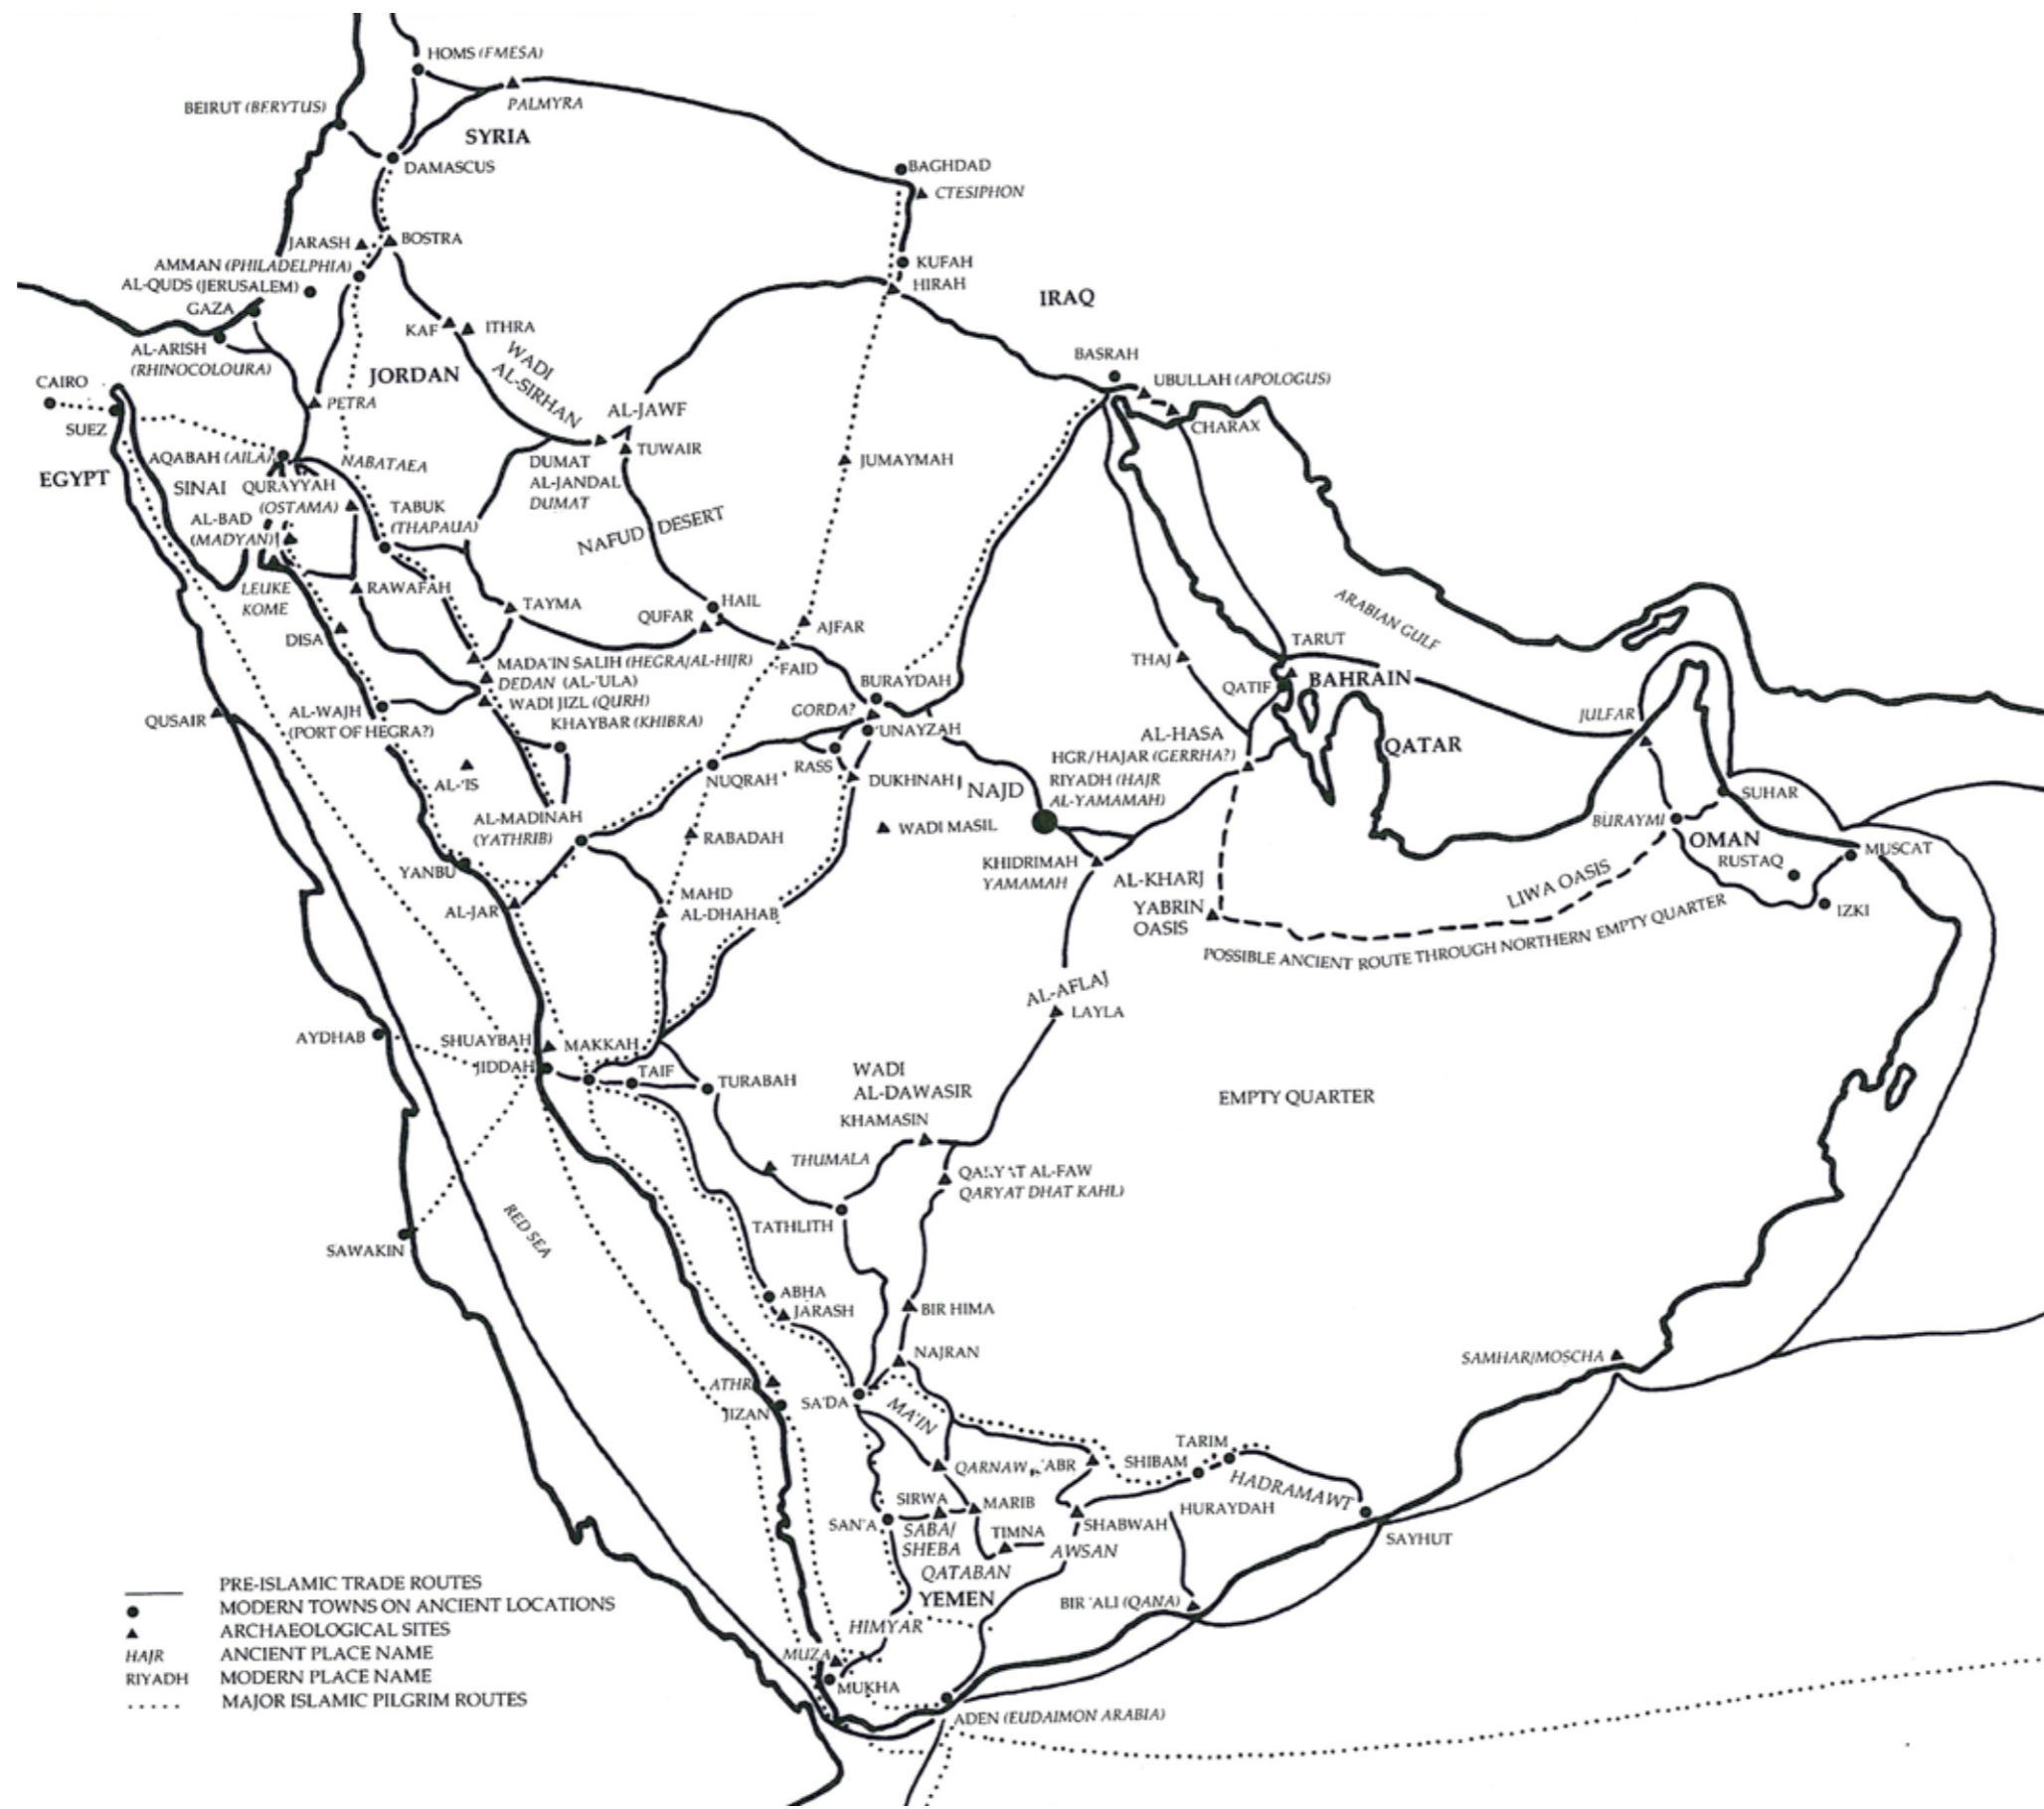 HOMS (FMESA)
BEIRUT (BERYTUS)
PALMYRA
SYRIA
DAMASCUS
BAGHDAD
CTESIPHON
JARASH
BOSTRA
AMMAN (PHILADELPHIA)
KUFAH
AL-QUDS (JERUSALEM)
HIRAH
GAZA
IRAQ
KAF
ITHRA
AL-ARISH
(RHINOCOLOURA)
WADI
AL-SIRHAN
BASRAH
JORDAN
UBULLAH (APOLOGUS)
CAIRO
PETRA
AL-JAWF
SUEZ
CHARAX
TUWAIR
AQABAH (AILA)
NABATAEA
DUMAT
AL-JANDAL
DUMAT
JUMAYMAH
EGYPT
SINAI
QURAYYAH
(OSTAMA)
TABUK
(THAPAUA)
AL-BAD
(MADYAN)
NAFUD DESERT
LEUKE
KOME
RAWAFAH
TAYMA
HAIL
QUFAR
AJFAR
ARABIAN GULF
DISA
TARUT
MADA'IN SALIH (HEGRA/AL-HIJR)
FAID
THAJ
DEDAN (AL-'ULA)
BURAYDAH
QATIF
BAHRAIN
WADI JIZL (QURH)
AL-WAJH
(PORT OF HEGRA?)
GORDA?
QUSAIR
KHAYBAR (KHIBRA)
'UNAYZAH
JULFAR
AL-HASA
HGR/HAJAR (GERRHA?)
QATAR
RASS
NUQRAH
DUKHNAH
NAJD
RIYADH (HAJR
AL-YAMAMAH)
AL-'IS
SUHAR
AL-MADINAH
(YATHRIB)
RABADAH
WADI MASIL
BURAYMI
OMAN
MUSCAT
YANBU
KHIDRIMAH
YAMAMAH
AL-KHARJ
RUSTAQ
LIWA OASIS
MAHD
AL-DHAHAB
AL-JAR
YABRIN
OASIS
IZKI
POSSIBLE ANCIENT ROUTE THROUGH NORTHERN EMPTY QUARTER
AL-AFLAJ
LAYLA
AYDHAB
SHUAYBAH
MAKKAH
JIDDAH
TAIF
TURABAH
WADI
AL-DAWASIR
EMPTY QUARTER
KHAMASIN
THUMALA
QARYAT AL-FAW
QARYAT DHAT KAHL)
RED SEA
TATHLITH
SAWAKIN
ABHA
JARASH
BIR HIMA
NAJRAN
SAMHAR/MOSCHA
ATHR
JIZAN
SA'DA
MA'IN
TARIM
QARNAW
'ABR
SHIBAM
HADRAMAWT
SIRWA
MARIB
HURAYDAH
SAN'A
SABA/
SHEBA
TIMNA
SHABWAH
AWSAN
SAYHUT
QATABAN
YEMEN
BIR 'ALI (QANA)
HIMYAR
MUZA
MUKHA
ADEN (EUDAIMON ARABIA)
PRE-ISLAMIC TRADE ROUTES
MODERN TOWNS ON ANCIENT LOCATIONS
ARCHAEOLOGICAL SITES
HAJR ANCIENT PLACE NAME
RIYADH MODERN PLACE NAME
MAJOR ISLAMIC PILGRIM ROUTES